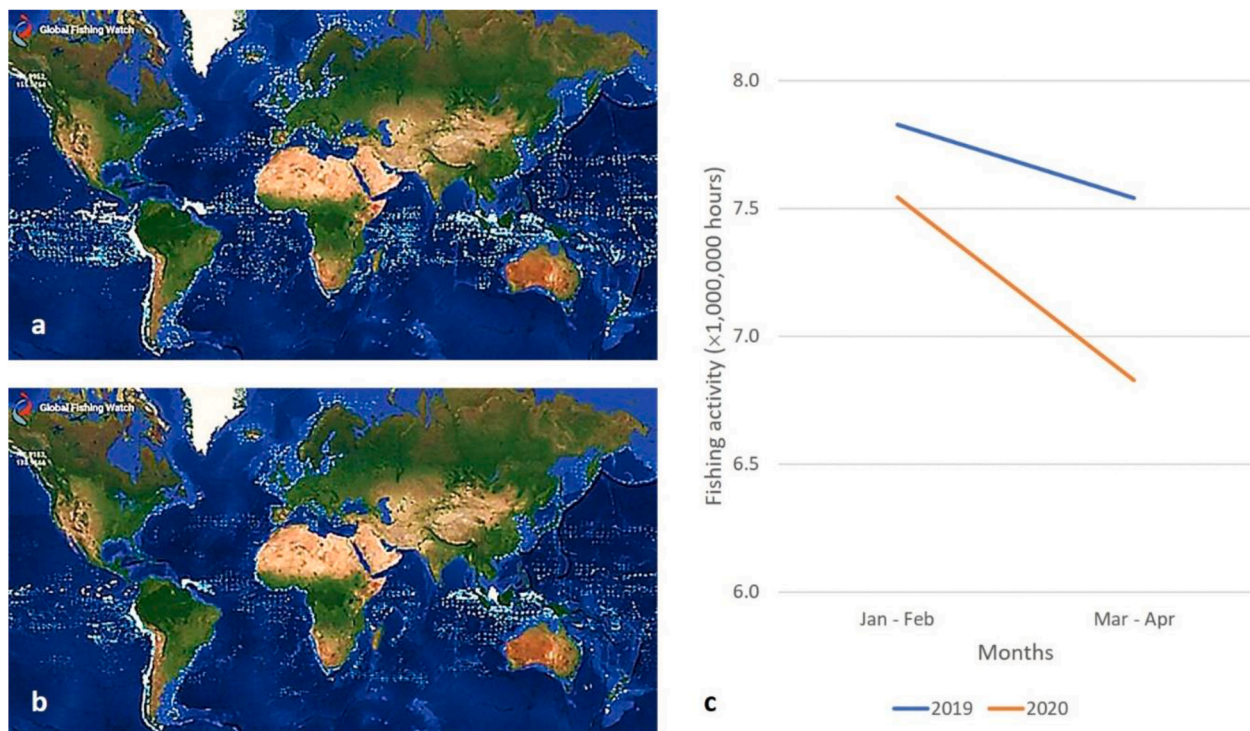 Global Fishing Watch
a
Global Fishing Watch
b
8.0
7.5
7.0
6.5
6.0
Fishing activity (×1,000,000 hours)
Jan - Feb
Mar - Apr
Months
2019
2020
c